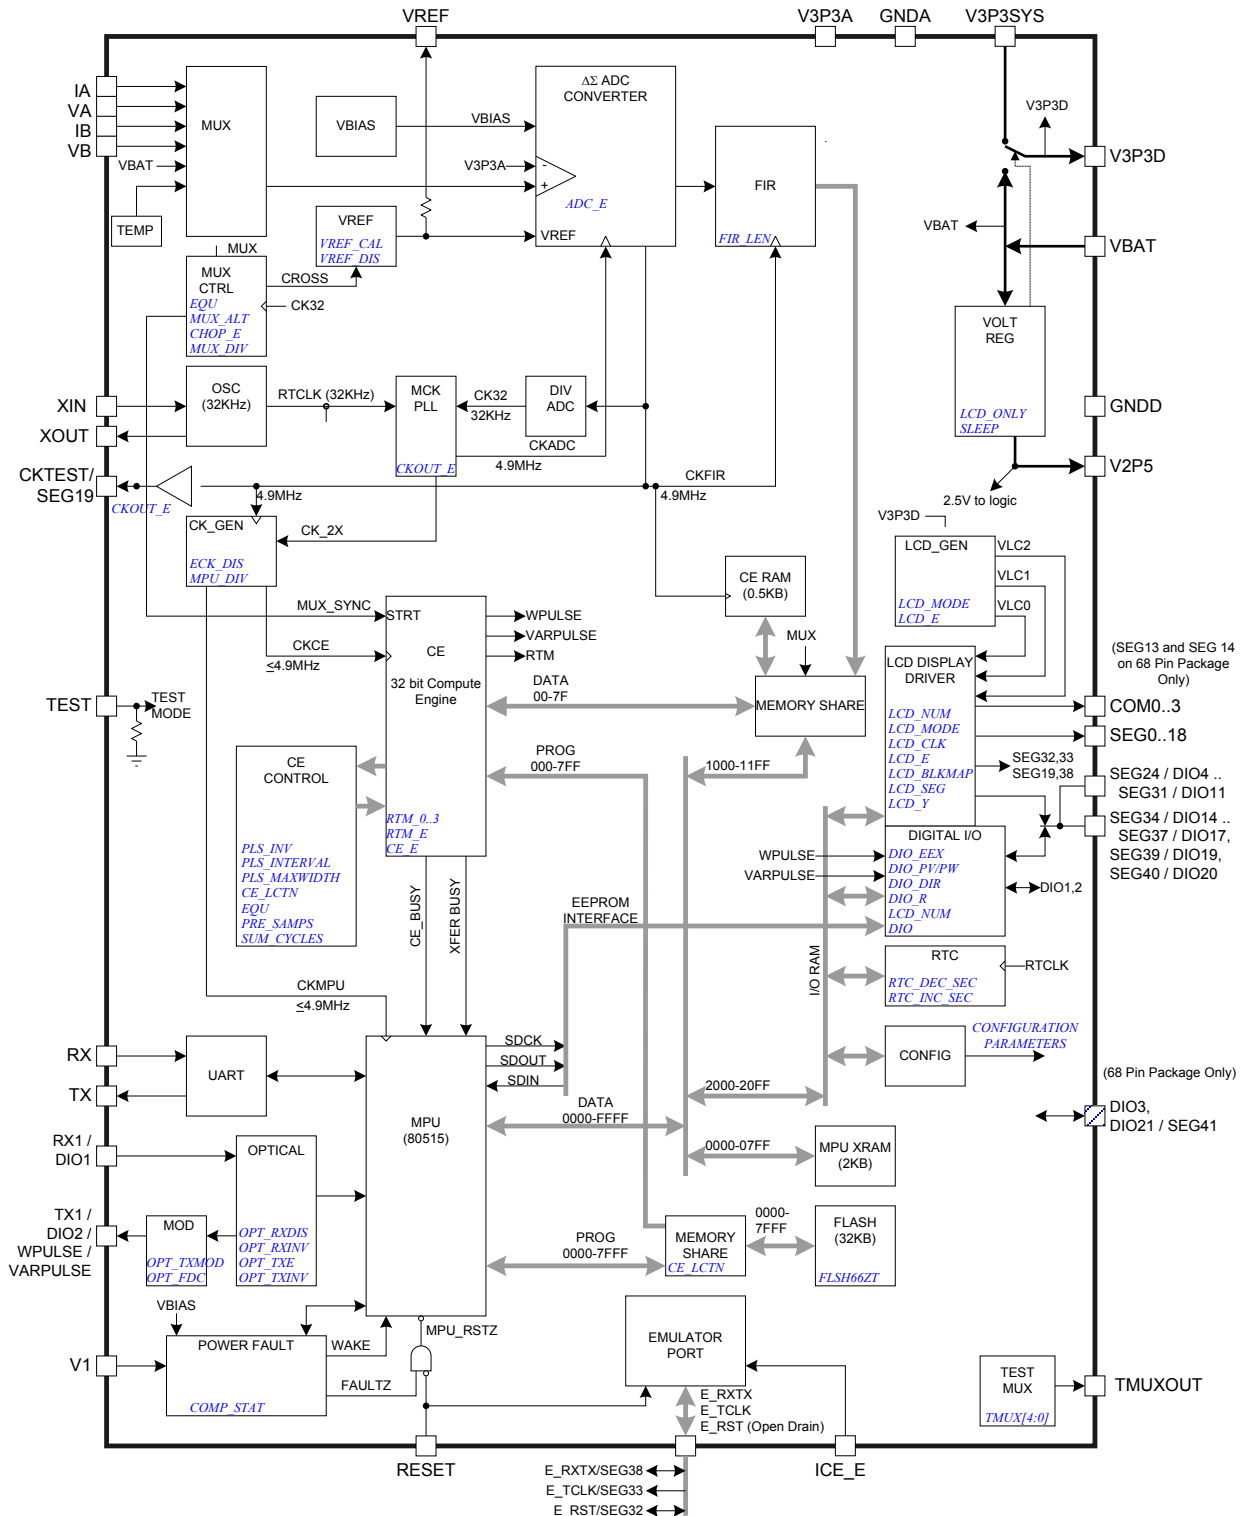 VREF
V3P3A
GNDA
V3P3SYS
IA
VA
IB
VB
VBAT
TEMP
MUX
VBIAS
VBIAS
ΔΣ ADC
CONVERTER
V3P3A
-
+
ADC_E
VREF
FIR
FIR_LEN
VREF
VREF_CAL
VREF_DIS
MUX
MUX
CTRL
EQU
MUX_ALT
CHOP_E
MUX_DIV
CROSS
CK32
V3P3D
V3P3D
VBAT
VBAT
VOLT
REG
LCD_ONLY
SLEEP
GNDD
V2P5
2.5V to logic
XIN
XOUT
OSC
(32KHz)
RTCLK (32KHz)
MCK
PLL
CKOUT_E
CK32
32KHz
DIV
ADC
CKADC
4.9MHz
CKFIR
4.9MHz
CKTEST/
SEG19
CKOUT_E
4.9MHz
CK_GEN
ECK_DIS
MPU_DIV
CK_2X
V3P3D
LCD_GEN
LCD_MODE
LCD_E
VLC2
VLC1
VLC0
CE RAM
(0.5KB)
MUX
MEMORY SHARE
MUX_SYNC
CKCE
≤4.9MHz
STRT
CE
32 bit Compute
Engine
RTM_0..3
RTM_E
CE_E
WPULSE
VARPULSE
RTM
DATA
00-7F
PROG
000-7FF
1000-11FF
TEST
TEST
MODE
CE
CONTROL
PLS_INV
PLS_INTERVAL
PLS_MAXWIDTH
CE_LCTN
EQU
PRE_SAMPS
SUM_CYCLES
LCD DISPLAY
DRIVER
LCD_NUM
LCD_MODE
LCD_CLK
LCD_E
LCD_BLKMAP
LCD_SEG
LCD_Y
(SEG13 and SEG 14
on 68 Pin Package
Only)
COM0..3
SEG0..18
SEG32,33
SEG19,38
SEG24 / DIO4 ..
SEG31 / DIO11
SEG34 / DIO14 ..
SEG37 / DIO17,
SEG39 / DIO19,
SEG40 / DIO20
DIGITAL I/O
DIO_EEX
DIO_PV/PW
DIO_DIR
DIO_R
LCD_NUM
DIO
WPULSE
VARPULSE
DIO1,2
EEPROM
INTERFACE
CE_BUSY
XFER BUSY
I/O RAM
RTC
RTC_DEC_SEC
RTC_INC_SEC
RTCLK
CONFIG
CONFIGURATION
PARAMETERS
CKMPU
≤4.9MHz
RX
TX
UART
MPU
(80515)
SDCK
SDOUT
SDIN
DATA
0000-FFFF
2000-20FF
0000-07FF
MPU XRAM
(2KB)
(68 Pin Package Only)
DIO3,
DIO21 / SEG41
RX1 /
DIO1
OPTICAL
OPT_RXDIS
OPT_RXINV
OPT_TXE
OPT_TXINV
TX1 /
DIO2 /
WPULSE /
VARPULSE
MOD
OPT_TXMOD
OPT_FDC
PROG
0000-7FFF
MEMORY
SHARE
CE_LCTN
0000-
7FFF
FLASH
(32KB)
FLSH66ZT
VBIAS
V1
POWER FAULT
COMP_STAT
WAKE
FAULTZ
MPU_RSTZ
EMULATOR
PORT
E_RXTX
E_TCLK
E_RST (Open Drain)
TEST
MUX
TMUX[4:0]
TMUXOUT
RESET
ICE_E
E_RXTX/SEG38
E_TCLK/SEG33
E_RST/SEG32